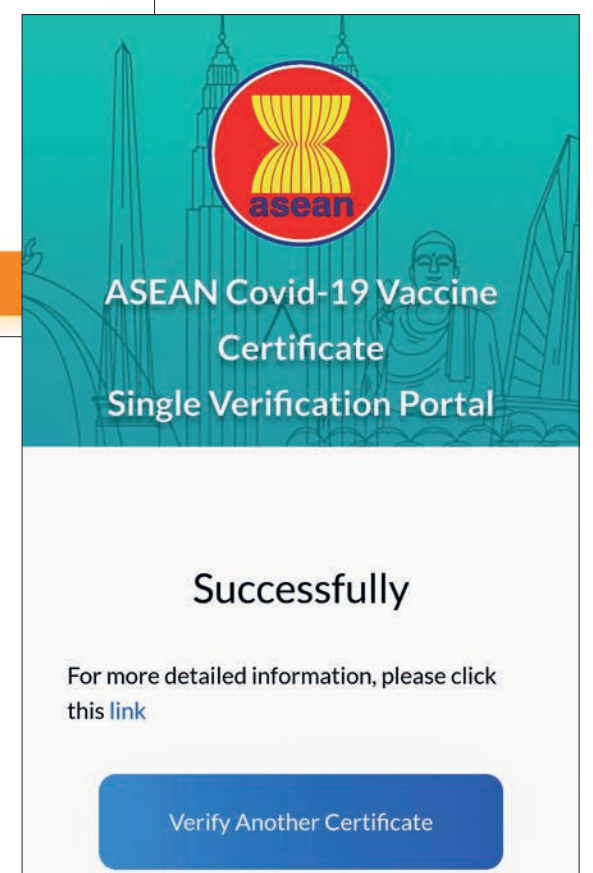 asean
ASEAN Covid-19 Vaccine
Certificate
Single Verification Portal
Successfully
For more detailed information, please click
this link
Verify Another Certificate